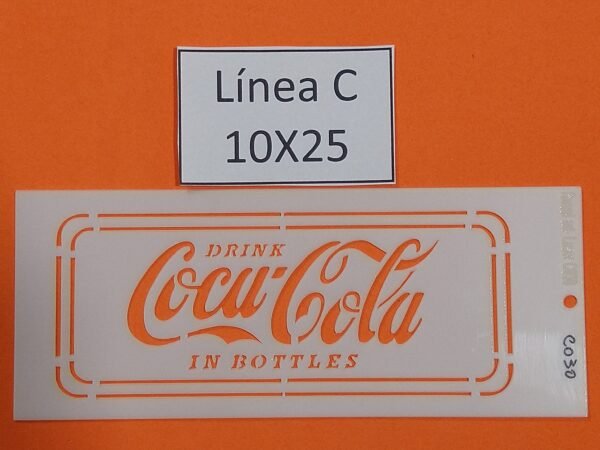 Línea C
10X25
DRINK
Coca-Cola
IN BOTTLES
C030